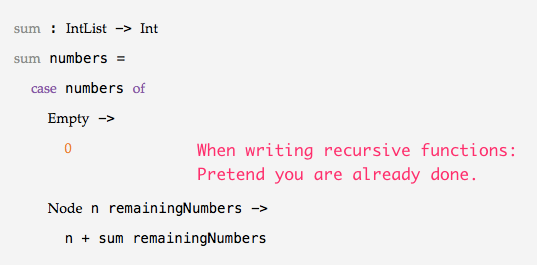 sum : IntList -> Int
sum numbers =
case numbers of
Empty ->
0
When writing recursive functions:
Pretend you are already done.
Node n remainingNumbers ->
n + sum remainingNumbers